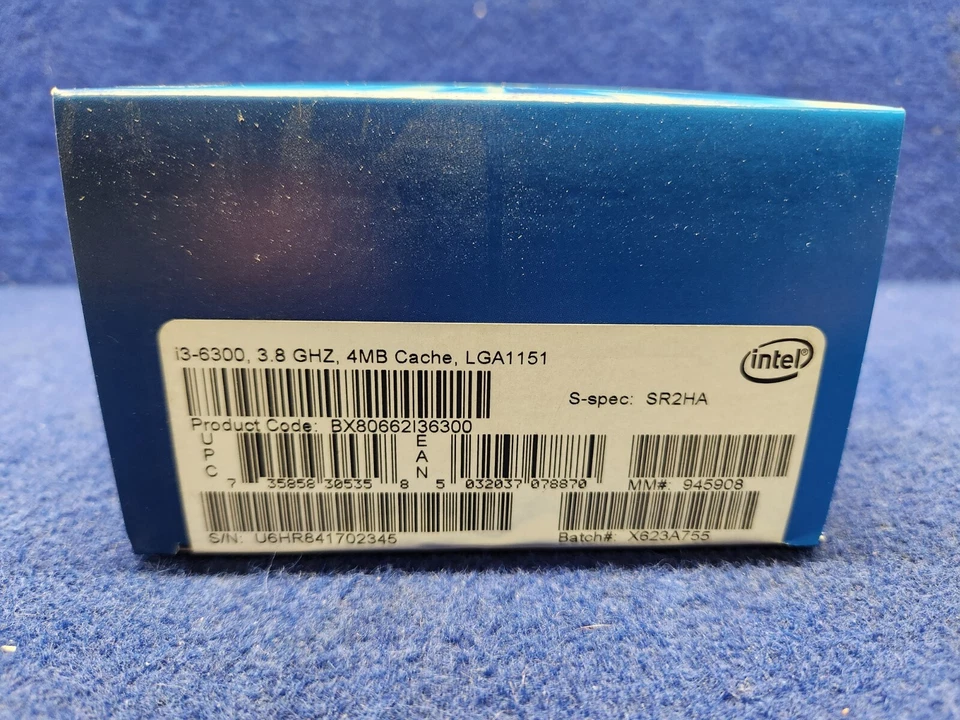 i3-6300, 3.8 GHZ, 4MB Cache, LGA1151
intel®
S-spec: SR2HA
Product Code: BX80662I36300
UPC
7 35858 30535 8
EAN
5 032037 078870
MM#: 945908
S/N: U6HR841702345
Batch#: X623A755